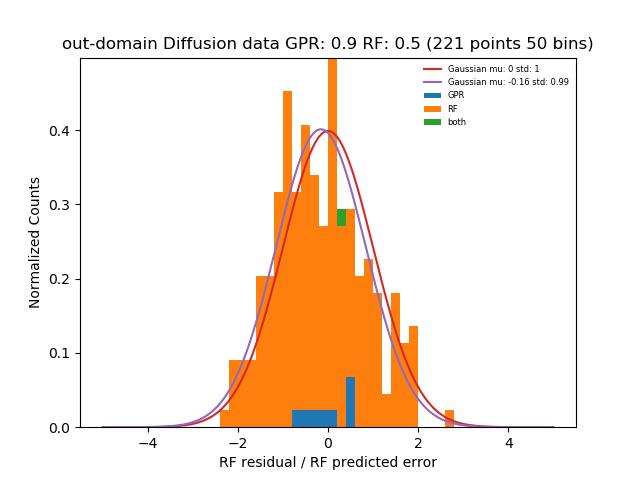 out-domain Diffusion data GPR: 0.9 RF: 0.5 (221 points 50 bins)
Gaussian mu: 0 std: 1
Gaussian mu: -0.16 std: 0.99
GPR
RF
both
Normalized Counts
0.4
0.3
0.2
0.1
0.0
−4 −2 0 2 4
RF residual / RF predicted error